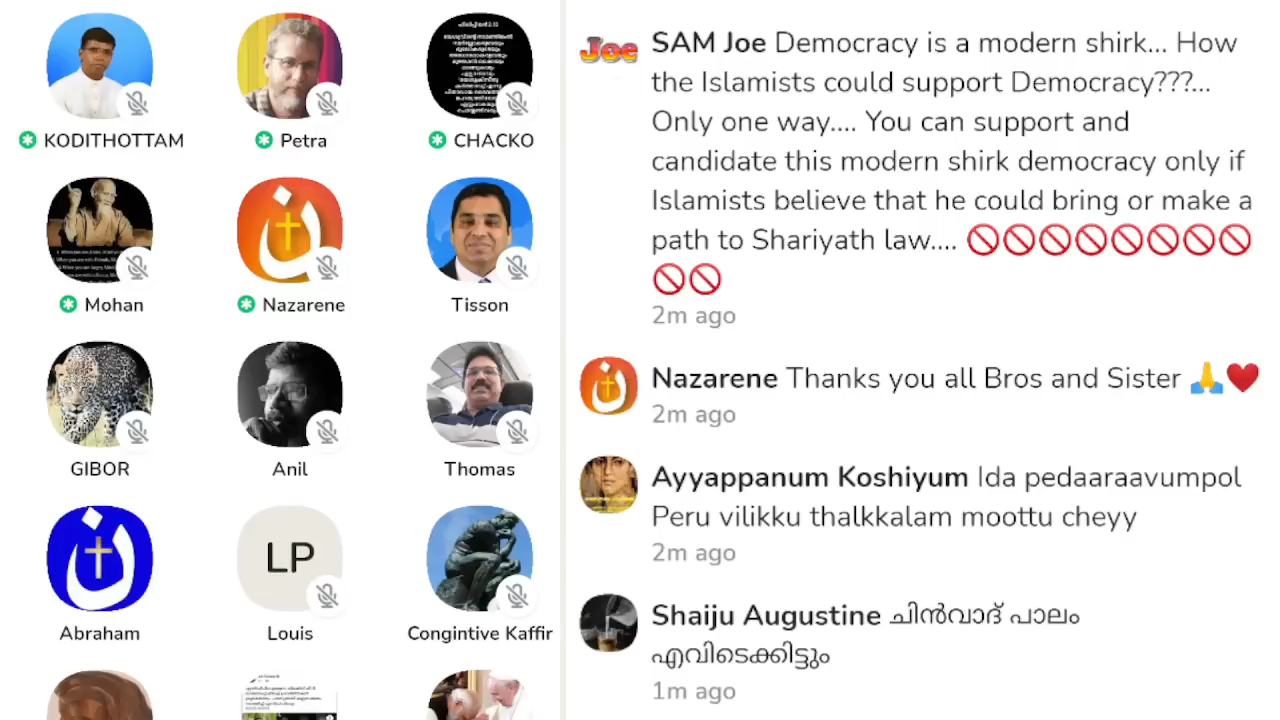 KODITHOTTAM
Petra
CHACKO
Mohan
Nazarene
Tisson
GIBOR
Anil
Thomas
Abraham
LP
Louis
Congintive Kaffir
Joe
SAM Joe Democracy is a modern shirk... How
the Islamists could support Democracy???...
Only one way.... You can support and
candidate this modern shirk democracy only if
Islamists believe that he could bring or make a
path to Shariyath law.... 🚫🚫🚫🚫🚫🚫🚫🚫
🚫🚫
2m ago
Nazarene Thanks you all Bros and Sister 🙏❤️
2m ago
Ayyappanum Koshiyum Ida pedaaraavumpol
Peru vilikku thalkkalam moottu cheyy
2m ago
Shaiju Augustine ചിൻവാദ് പാലം
എവിടെക്കിട്ടും
1m ago